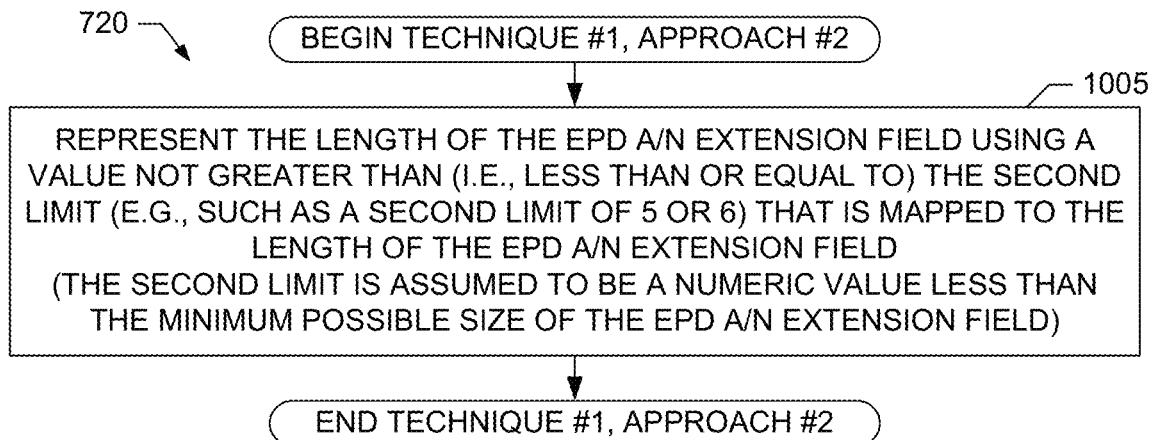 720
BEGIN TECHNIQUE #1, APPROACH #2
1005
REPRESENT THE LENGTH OF THE EPD A/N EXTENSION FIELD USING A
VALUE NOT GREATER THAN (I.E., LESS THAN OR EQUAL TO) THE SECOND
LIMIT (E.G., SUCH AS A SECOND LIMIT OF 5 OR 6) THAT IS MAPPED TO THE
LENGTH OF THE EPD A/N EXTENSION FIELD
(THE SECOND LIMIT IS ASSUMED TO BE A NUMERIC VALUE LESS THAN
THE MINIMUM POSSIBLE SIZE OF THE EPD A/N EXTENSION FIELD)
END TECHNIQUE #1, APPROACH #2